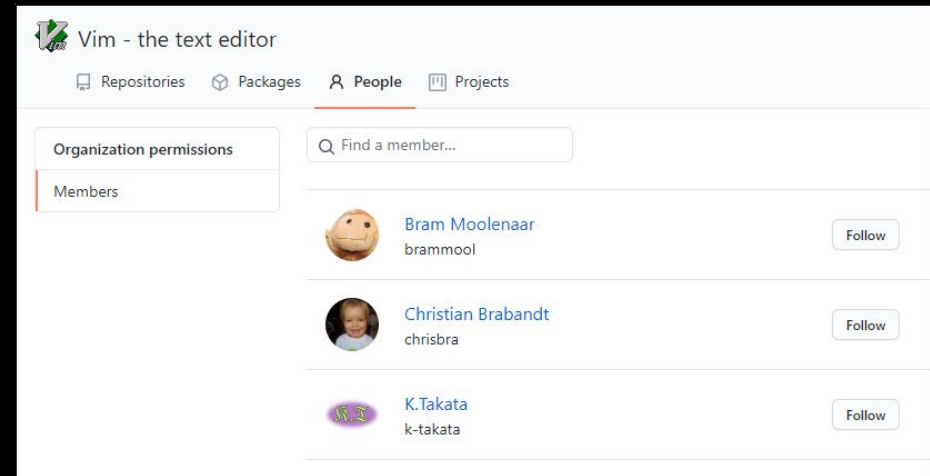 Vim - the text editor
Repositories Packages People Projects
Organization permissions
Members
Find a member...
Bram Moolenaar
brammool
Follow
Christian Brabandt
chrisbra
Follow
K.Takata
k-takata
Follow
K.T